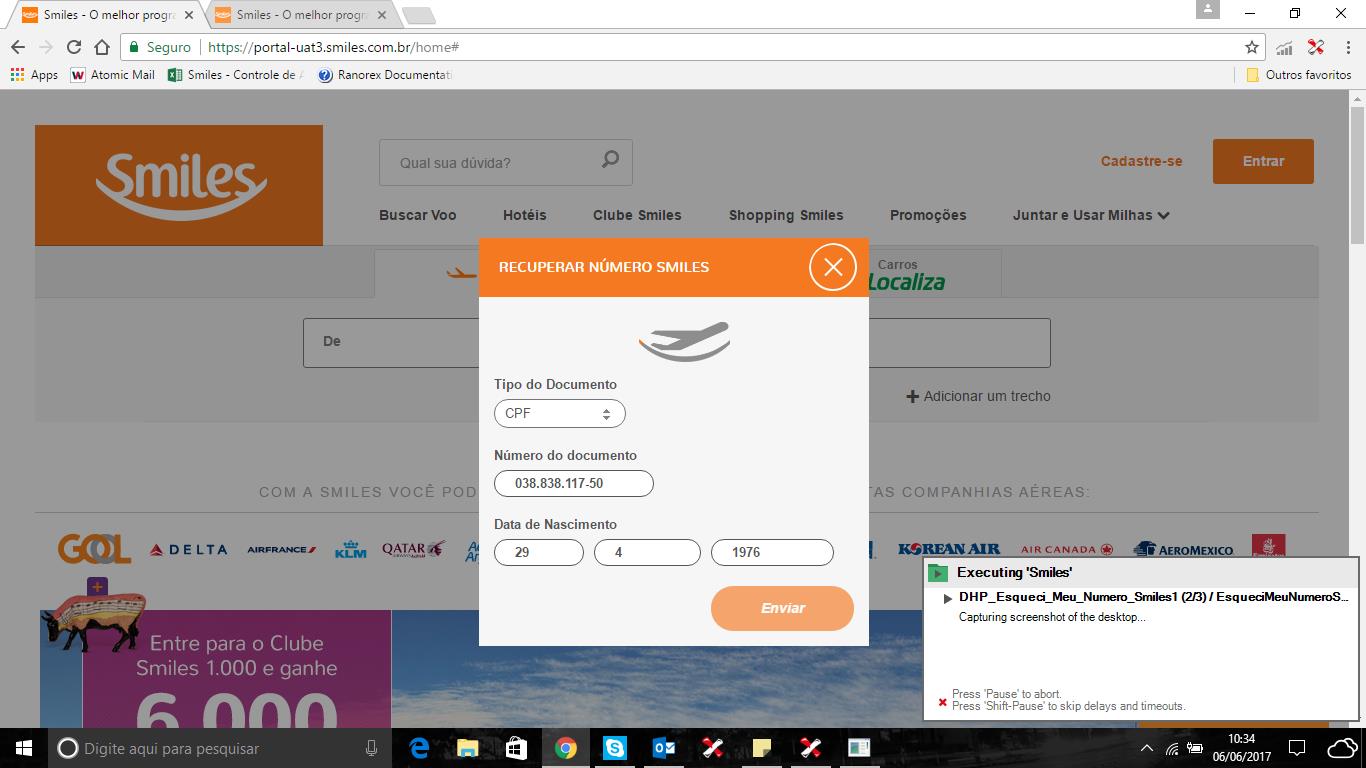 Smiles - O melhor progra
Smiles - O melhor progra
Seguro
https://portal-uat3.smiles.com.br/home#
Apps
Atomic Mail
Smiles - Controle de
Ranorex Documentati
Outros favoritos
Smiles
Qual sua dúvida?
Cadastre-se
Entrar
Buscar Voo
Hotéis
Clube Smiles
Shopping Smiles
Promoções
Juntar e Usar Milhas
RECUPERAR NÚMERO SMILES
Carros
Localiza
De
Tipo do Documento
CPF
Adicionar um trecho
Número do documento
038.838.117-50
COM A SMILES VOCÊ POD
TAS COMPANHIAS AÉREAS:
Data de Nascimento
29
4
1976
GOL
DELTA
AIRFRANCE
KLM
QATAR
KOREAN AIR
AIR CANADA
AEROMEXICO
Enviar
Executing 'Smiles'
DHP_Esqueci_Meu_Numero_Smiles1 (2/3) / EsqueciMeuNumeroS...
Capturing screenshot of the desktop...
Press 'Pause' to abort.
Press 'Shift-Pause' to skip delays and timeouts.
Entre para o Clube
Smiles 1.000 e ganhe
6.000
Digite aqui para pesquisar
10:34
06/06/2017